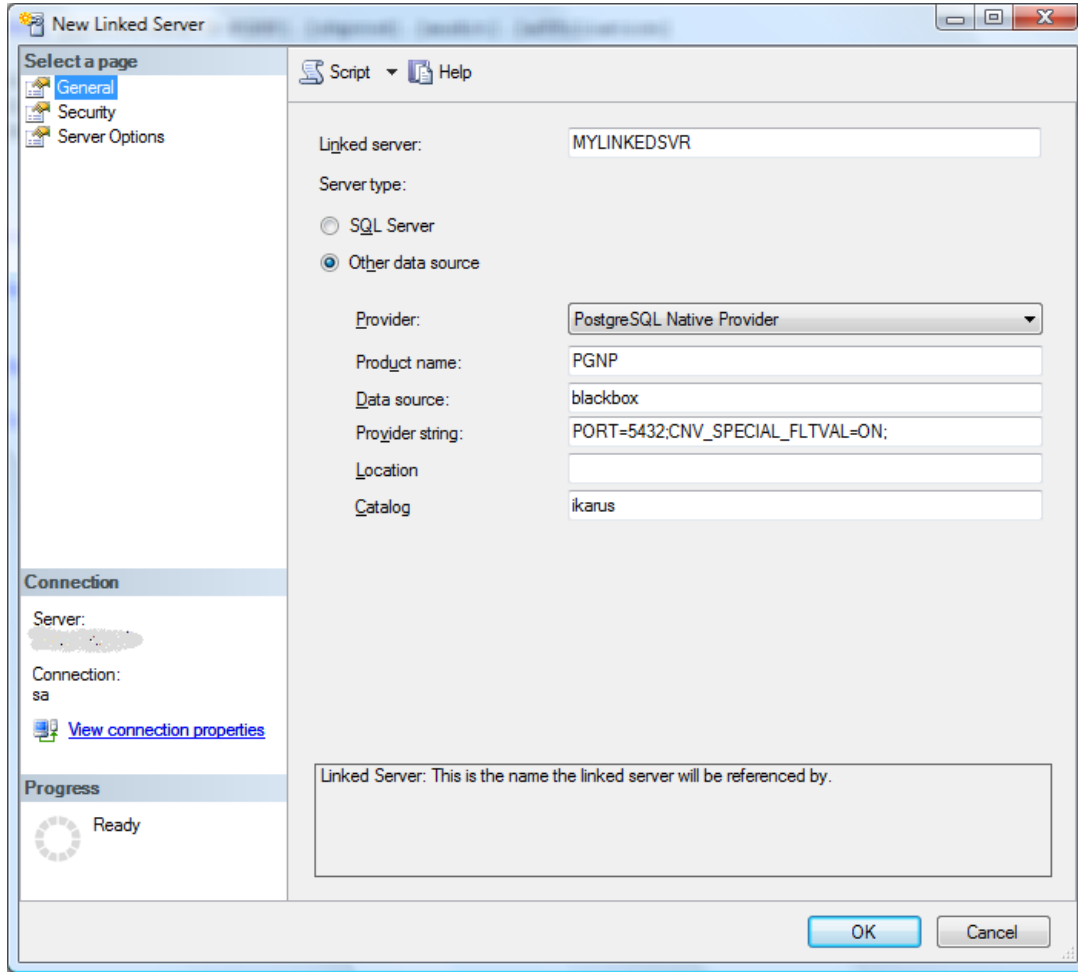 New Linked Server
Select a page
General
Security
Server Options
Script Help
Linked server: MYLINKEDSVR
Server type:
SQL Server
Other data source
Provider: PostgreSQL Native Provider
Product name: PGNP
Data source: blackbox
Provider string: PORT=5432;CNV_SPECIAL_FLTVAL=ON;
Location
Catalog ikarus
Connection
Server:
Connection:
sa
View connection properties
Progress
Ready
Linked Server: This is the name the linked server will be referenced by.
OK Cancel